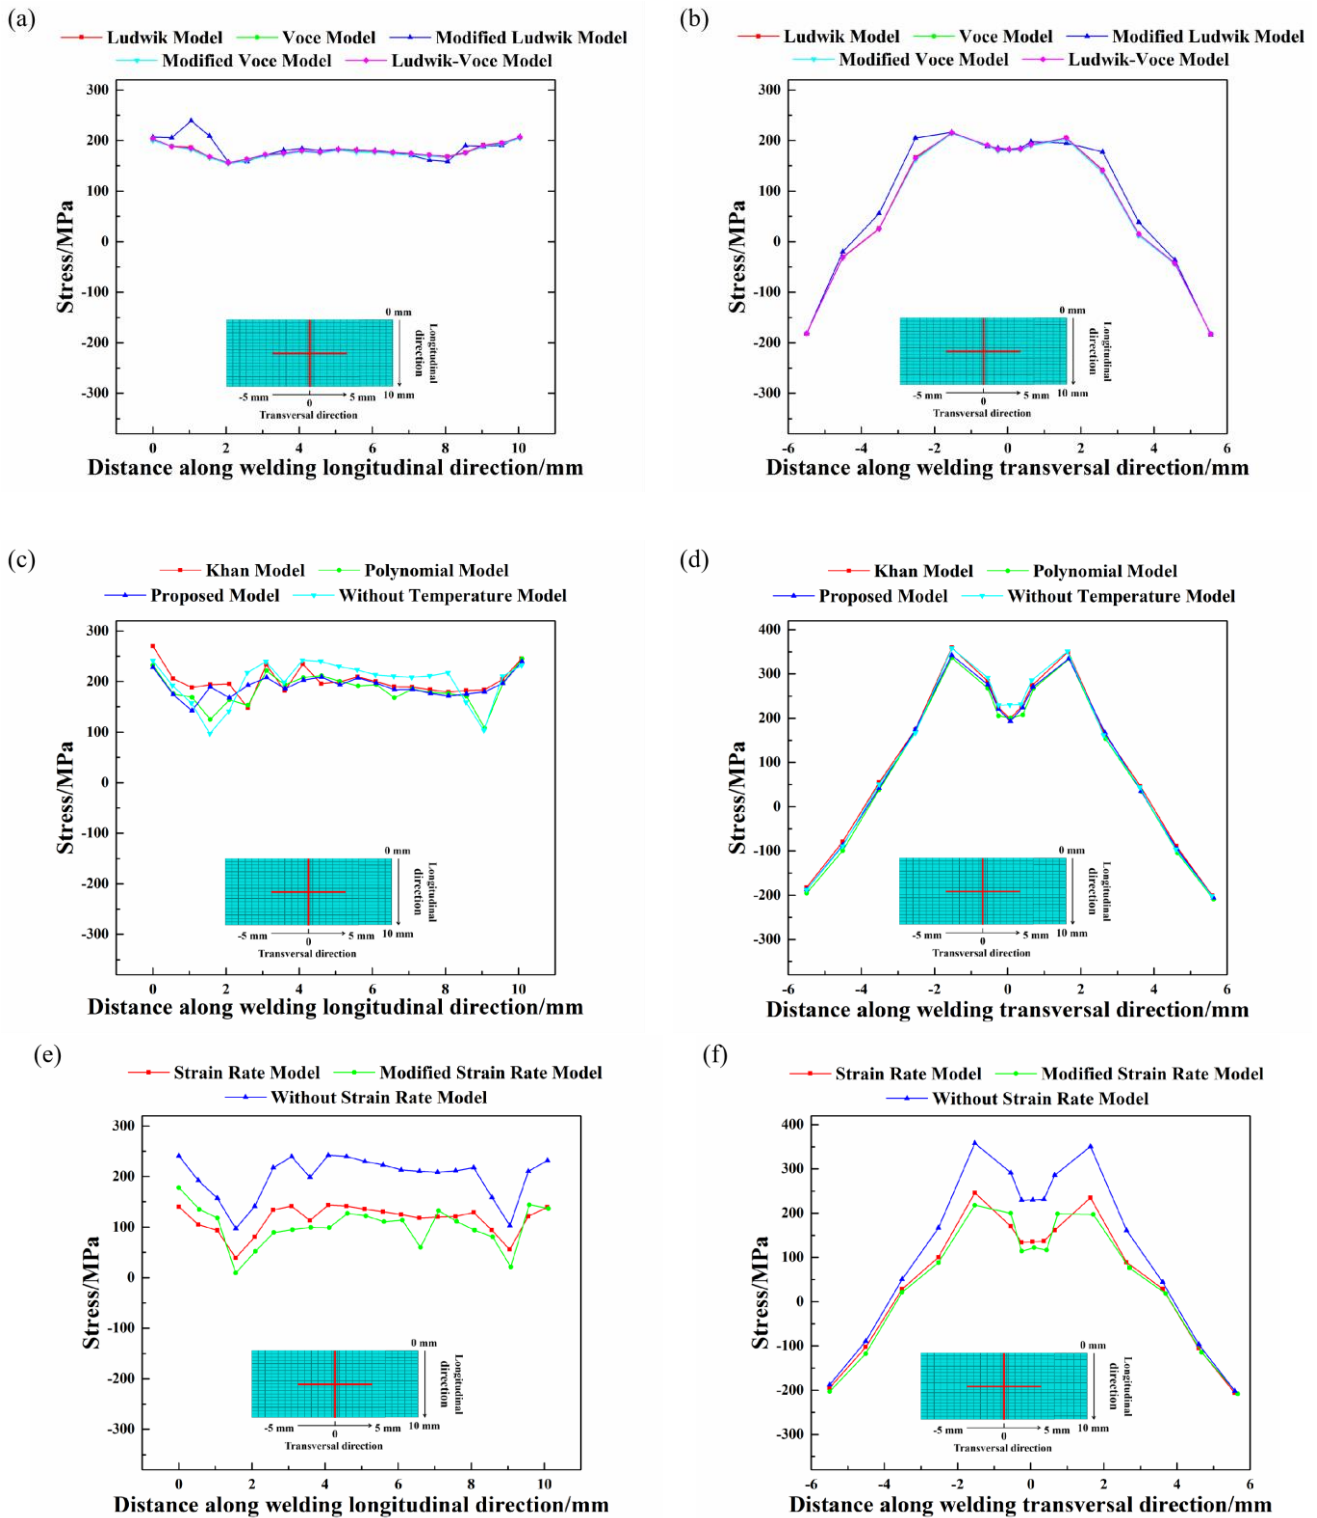 (a)
Ludwik Model Voce Model Modified Ludwik Model
Modified Voce Model Ludwik-Voce Model
300
200
100
0
-100
-200
-300
Stress/MPa
0 mm
Longitudinal
direction
-5 mm 0 5 mm 10 mm
Transversal direction
0 2 4 6 8 10
Distance along welding longitudinal direction/mm
(b)
Ludwik Model Voce Model Modified Ludwik Model
Modified Voce Model Ludwik-Voce Model
300
200
100
0
-100
-200
-300
Stress/MPa
0 mm
Longitudinal
direction
-5 mm 0 5 mm 10 mm
Transversal direction
-6 -4 -2 0 2 4 6
Distance along welding transversal direction/mm
(c)
Khan Model Polynomial Model
Proposed Model Without Temperature Model
300
200
100
0
-100
-200
-300
Stress/MPa
0 mm
Longitudinal
direction
-5 mm 0 5 mm 10 mm
Transversal direction
0 2 4 6 8 10
Distance along welding longitudinal direction/mm
(d)
Khan Model Polynomial Model
Proposed Model Without Temperature Model
400
300
200
100
0
-100
-200
-300
Stress/MPa
0 mm
Longitudinal
direction
-5 mm 0 5 mm 10 mm
Transversal direction
-6 -4 -2 0 2 4 6
Distance along welding transversal direction/mm
(e)
Strain Rate Model Modified Strain Rate Model
Without Strain Rate Model
300
200
100
0
-100
-200
-300
Stress/MPa
0 mm
Longitudinal
direction
-5 mm 0 5 mm 10 mm
Transversal direction
0 2 4 6 8 10
Distance along welding longitudinal direction/mm
(f)
Strain Rate Model Modified Strain Rate Model
Without Strain Rate Model
400
300
200
100
0
-100
-200
-300
Stress/MPa
0 mm
Longitudinal
direction
-5 mm 0 5 mm 10 mm
Transversal direction
-6 -4 -2 0 2 4 6
Distance along welding transversal direction/mm